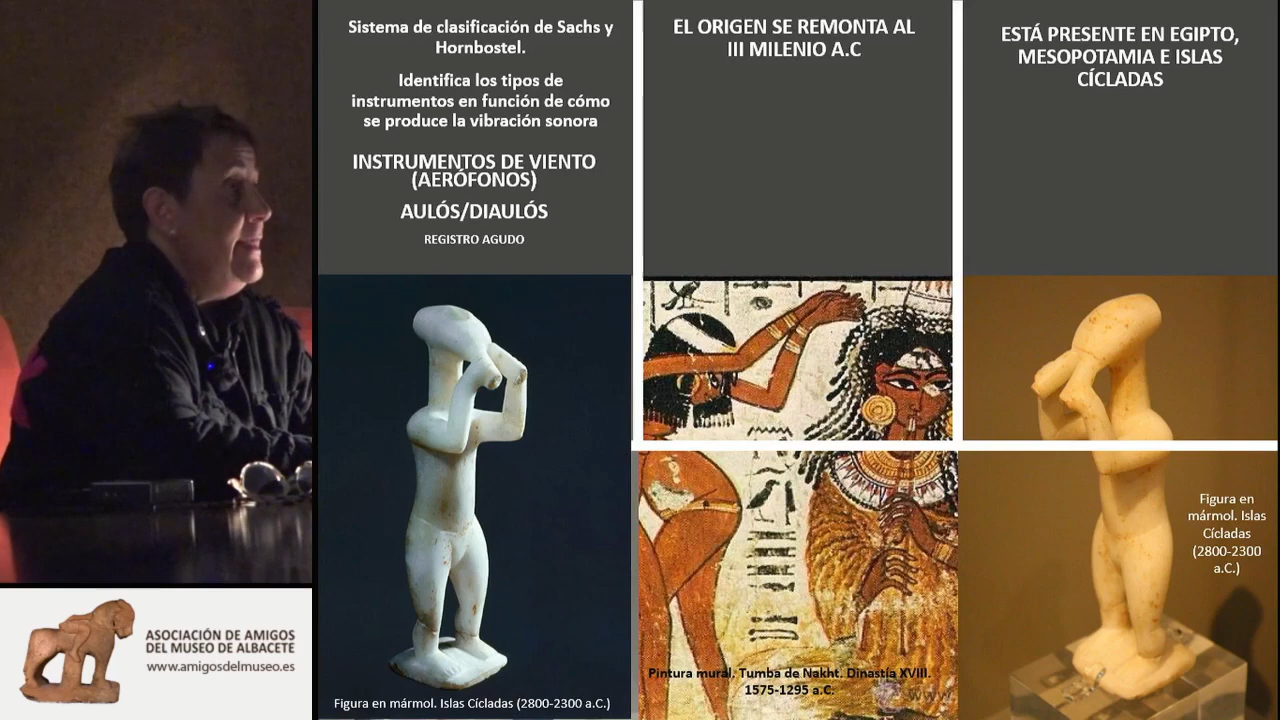 Sistema de clasificación de Sachs y
Hornbostel.
Identifica los tipos de
instrumentos en función de cómo
se produce la vibración sonora
INSTRUMENTOS DE VIENTO
(AERÓFONOS)
AULÓS/DIAULÓS
REGISTRO AGUDO
Figura en mármol. Islas Cícladas (2800-2300 a.C.)
EL ORIGEN SE REMONTA AL
III MILENIO A.C
Pintura mural. Tumba de Nakht. Dinastía XVIII.
1575-1295 a.C.
www
ESTÁ PRESENTE EN EGIPTO,
MESOPOTAMIA E ISLAS
CÍCLADAS
Figura en
mármol. Islas
Cícladas
(2800-2300
a.C.)
ASOCIACIÓN DE AMIGOS
DEL MUSEO DE ALBACETE
www.amigosdelmuseo.es